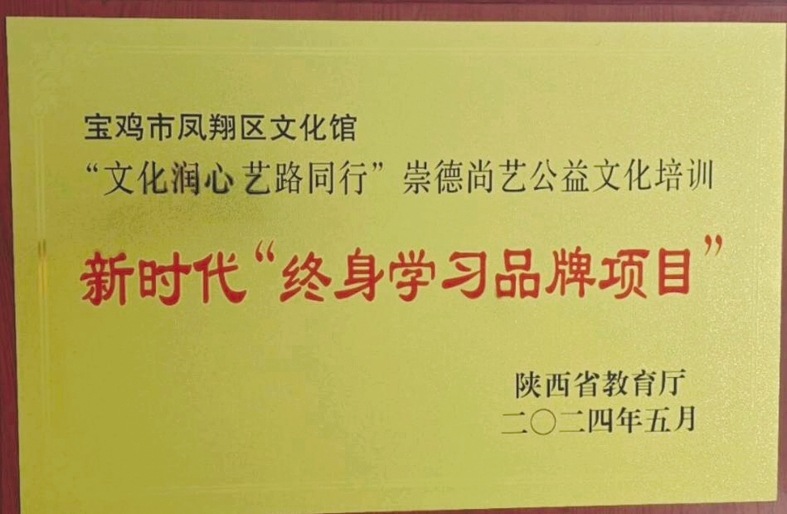 宝鸡市凤翔区文化馆
“文化润心 艺路同行”崇德尚艺公益文化培训
新时代“终身学习品牌项目”
陕西省教育厅
二〇二四年五月